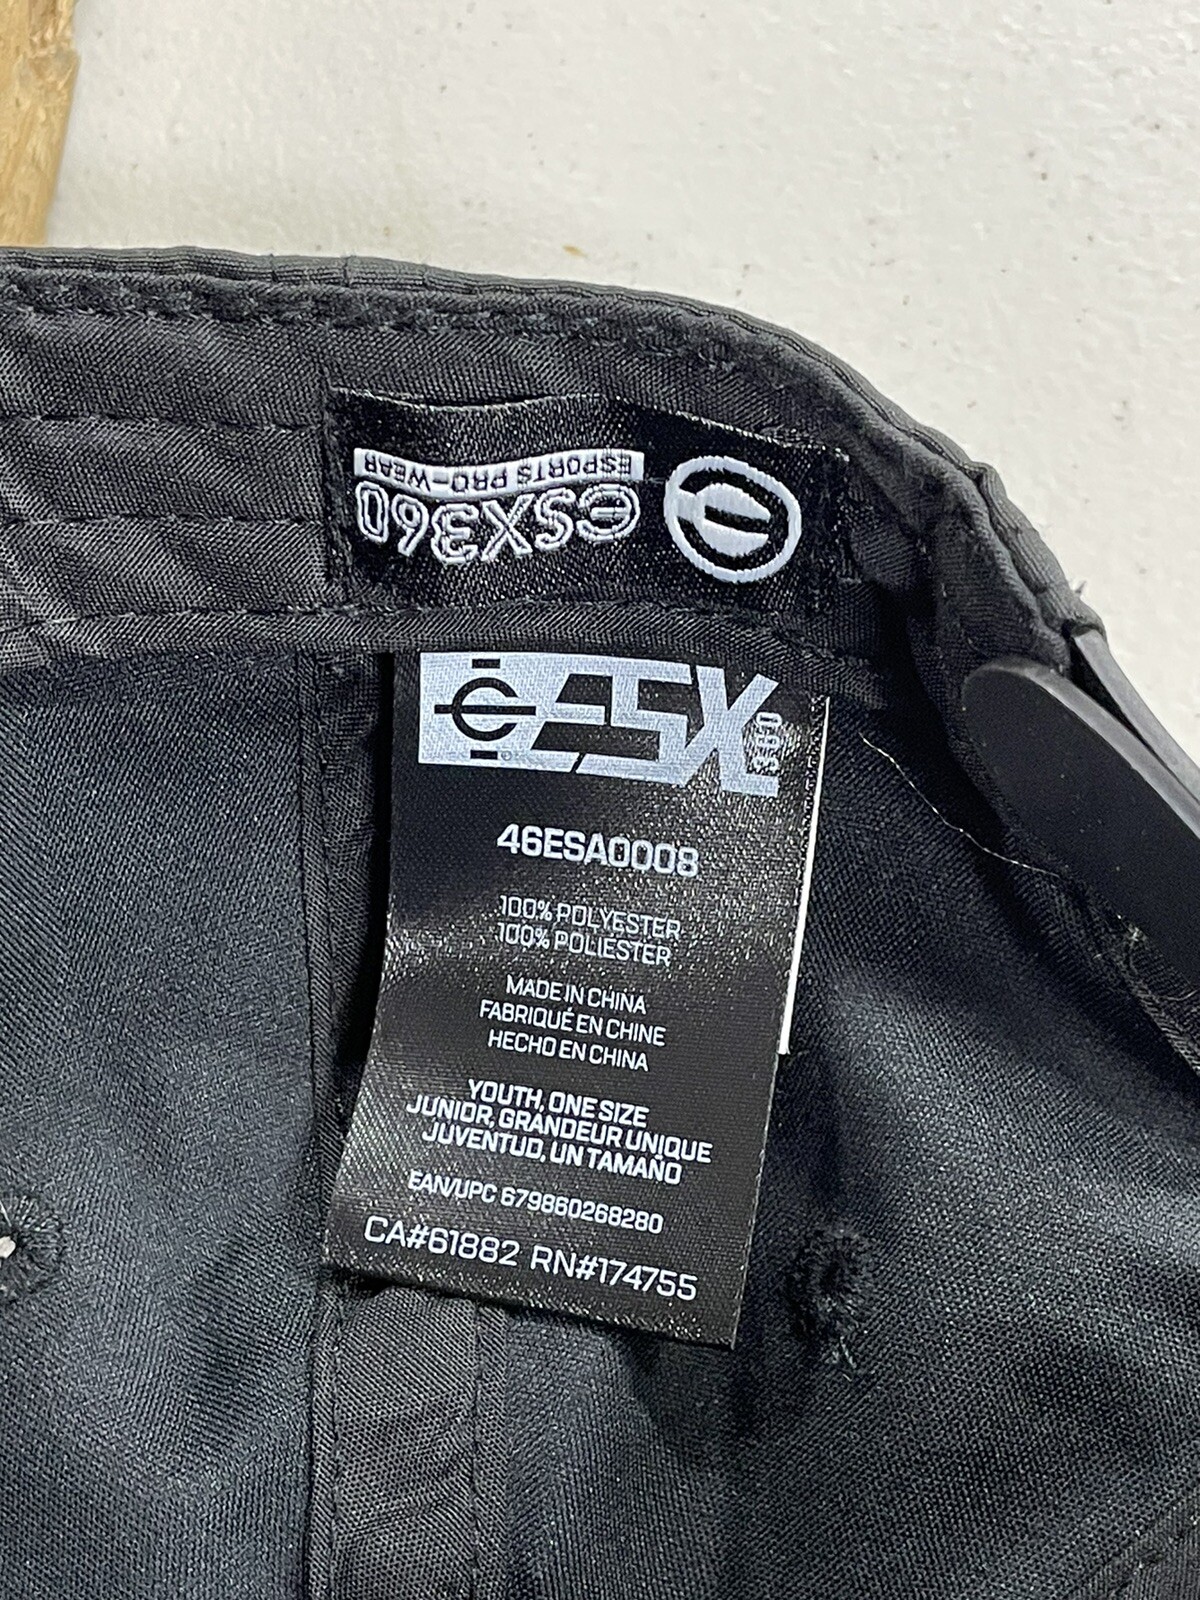 eSX360
ESPORTS PRO-WEAR
ESX
360
46ESA0008
100% POLYESTER
100% POLIESTER
MADE IN CHINA
FABRIQUÉ EN CHINE
HECHO EN CHINA
YOUTH, ONE SIZE
JUNIOR, GRANDEUR UNIQUE
JUVENTUD, UN TAMAÑO
EAN/UPC 679860268280
CA#61882 RN#174755